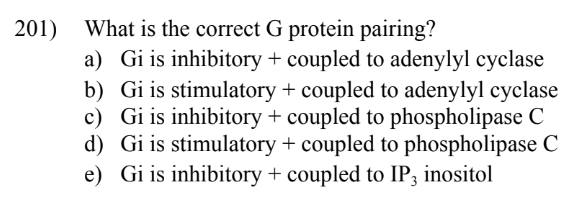 201) What is the correct G protein pairing?
a) Gi is inhibitory + coupled to adenylyl cyclase
b) Gi is stimulatory + coupled to adenylyl cyclase
c) Gi is inhibitory + coupled to phospholipase C
d) Gi is stimulatory + coupled to phospholipase C
e) Gi is inhibitory + coupled to IP₃ inositol